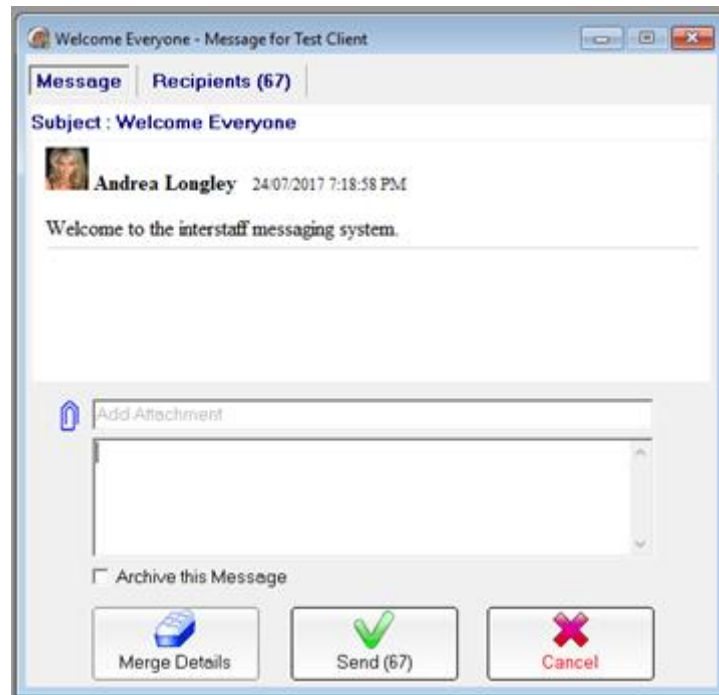 Welcome Everyone - Message for Test Client
Message Recipients (67)
Subject : Welcome Everyone
Andrea Longley 24/07/2017 7:18:58 PM
Welcome to the interstaff messaging system.
Add Attachment
Archive this Message
Merge Details Send (67) Cancel